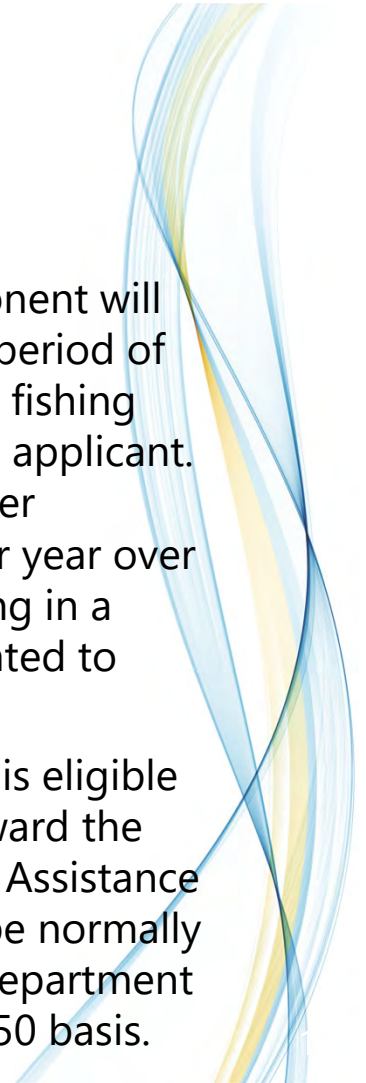 onent will
period of
fishing
applicant.
er
r year over
ng in a
ted to
is eligible
ward the
Assistance
be normally
epartment
50 basis.